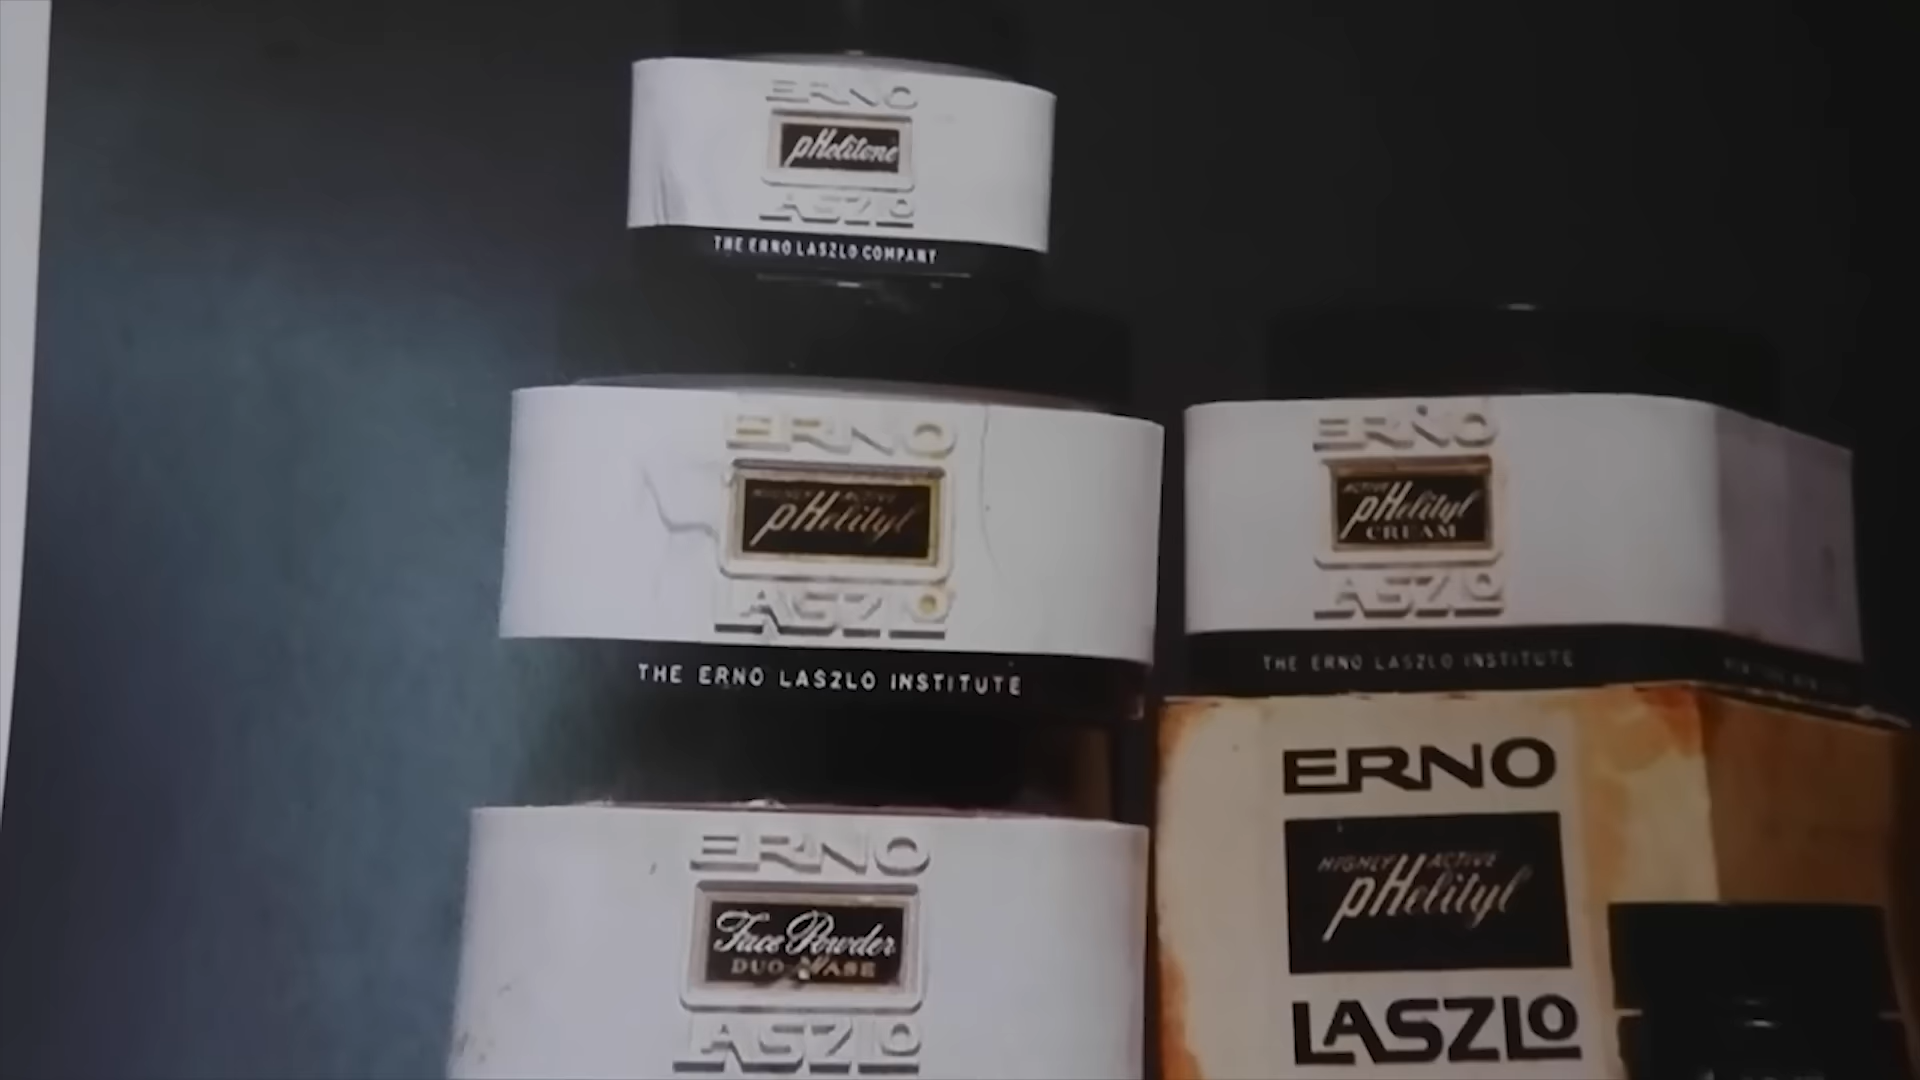 ERNO
pHelitone
LASZLO
THE ERNO LASZLO COMPANY
ERNO
HIGHLY ACTIVE
pHelityl
LASZLO
THE ERNO LASZLO INSTITUTE
ERNO
Face Powder
DUO-PHASE
LASZLO
ERNO
ACTIVE
pHelityl
CREAM
LASZLO
THE ERNO LASZLO INSTITUTE
ERNO
HIGHLY ACTIVE
pHelityl
LASZLO